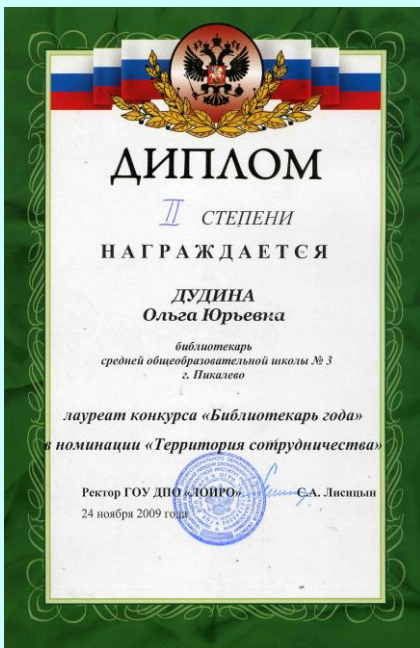 ДИПЛОМ
II СТЕПЕНИ
НАГРАЖДАЕТСЯ
ДУДИНА
Ольга Юрьевна
библиотекарь
средней общеобразовательной школы № 3
г. Пикалево
лауреат конкурса «Библиотекарь года»
в номинации «Территория сотрудничества»
Ректор ГОУ ДПО «ЛОИРО» С.А. Лисицын
24 ноября 2009 года